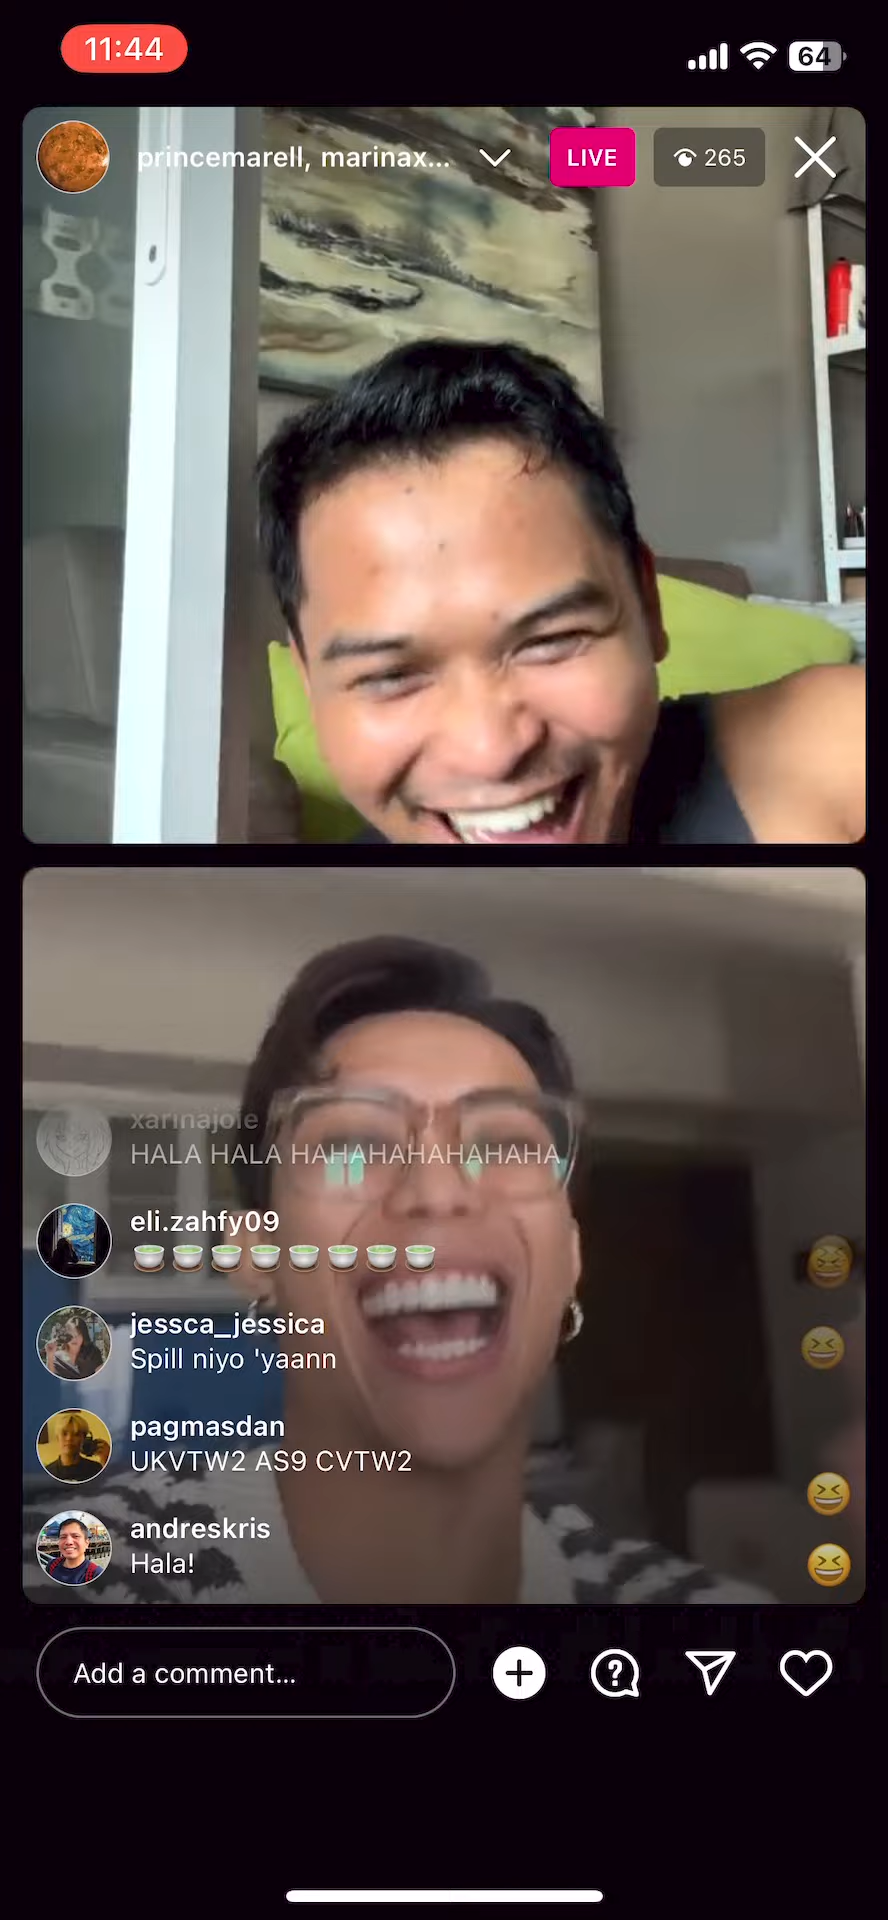 11:44
64
princemarell, marinax...
LIVE
265
xarinajoie
HALA HALA HAHAHAHAHAHAHA
eli.zahfy09
jessca_jessica
Spill niyo 'yaann
pagmasdan
UKVTW2 AS9 CVTW2
andreskris
Hala!
Add a comment...